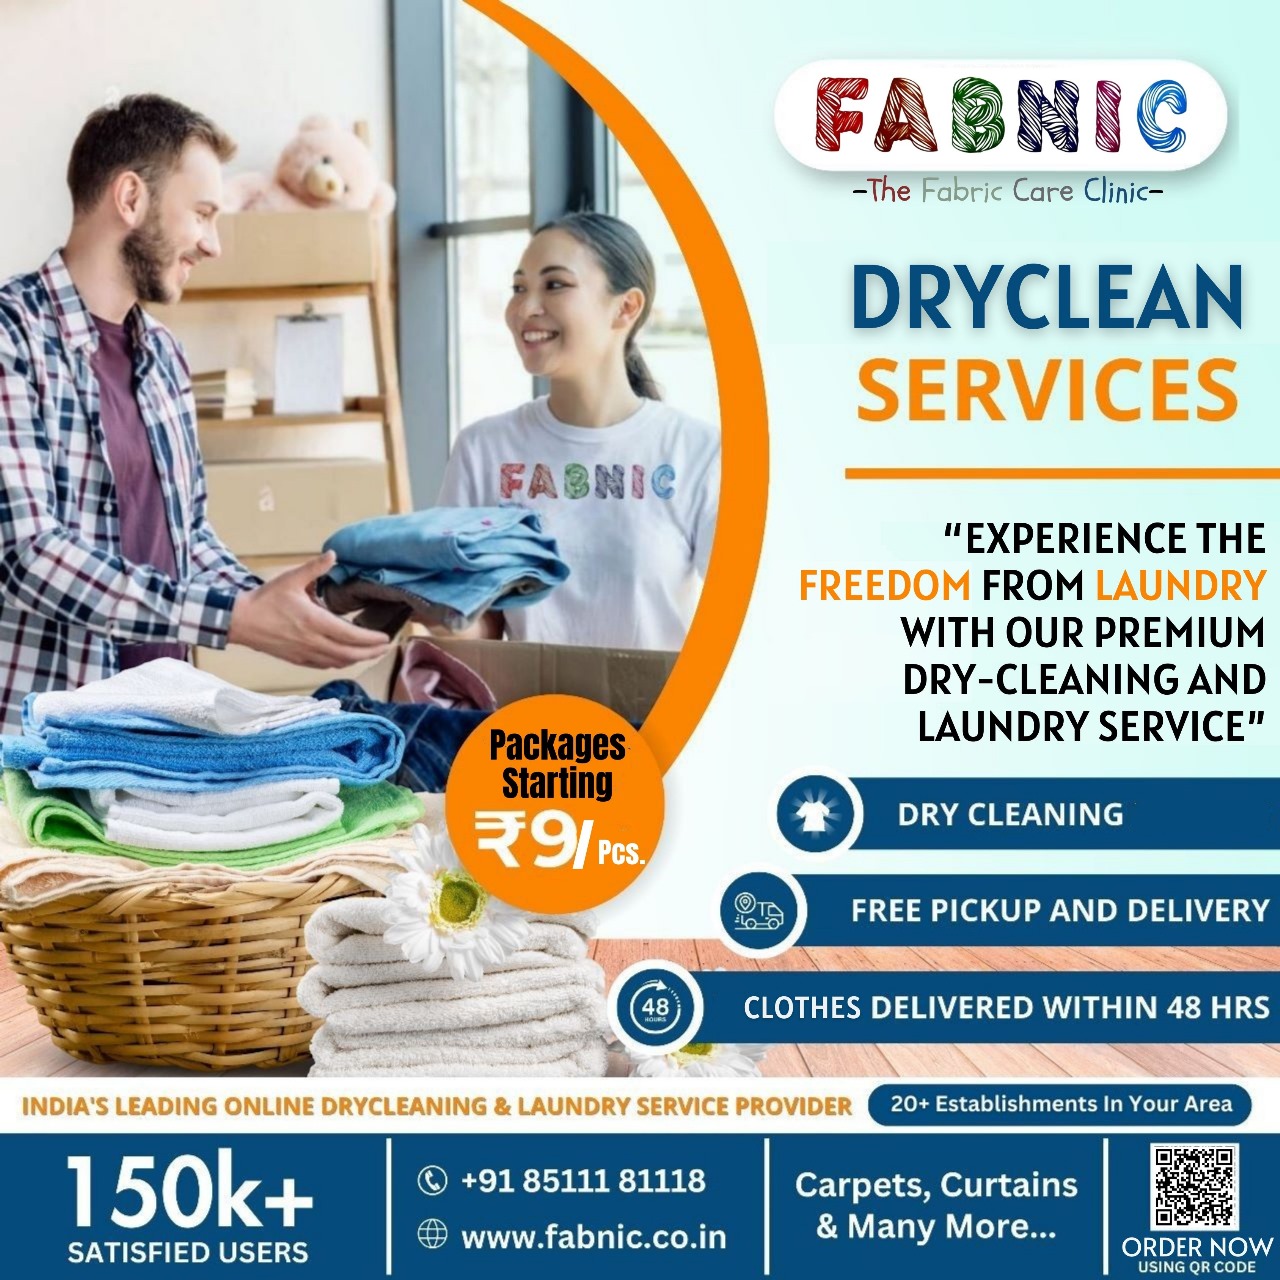 FABNIC
-The Fabric Care Clinic-
DRYCLEAN
SERVICES
FABNIC
“EXPERIENCE THE
FREEDOM FROM LAUNDRY
WITH OUR PREMIUM
DRY-CLEANING AND
LAUNDRY SERVICE”
Packages
Starting
₹9/ Pcs.
DRY CLEANING
FREE PICKUP AND DELIVERY
48
HOURS
CLOTHES DELIVERED WITHIN 48 HRS
INDIA'S LEADING ONLINE DRYCLEANING & LAUNDRY SERVICE PROVIDER
20+ Establishments In Your Area
150k+
SATISFIED USERS
+91 85111 81118
www.fabnic.co.in
Carpets, Curtains
& Many More...
ORDER NOW
USING QR CODE